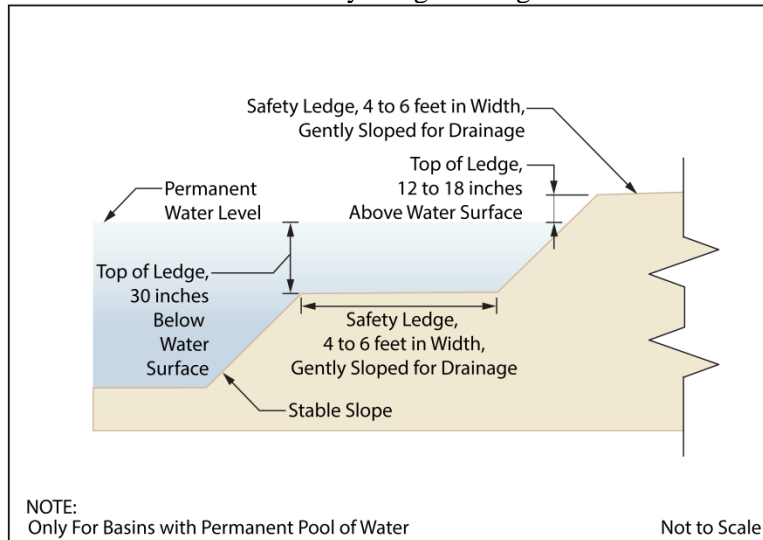 Safety Ledge, 4 to 6 feet in Width,
Gently Sloped for Drainage
Top of Ledge,
12 to 18 inches
Above Water Surface
Permanent
Water Level
Top of Ledge,
30 inches
Below
Water
Surface
Safety Ledge,
4 to 6 feet in Width,
Gently Sloped for Drainage
Stable Slope
NOTE:
Only For Basins with Permanent Pool of Water
Not to Scale